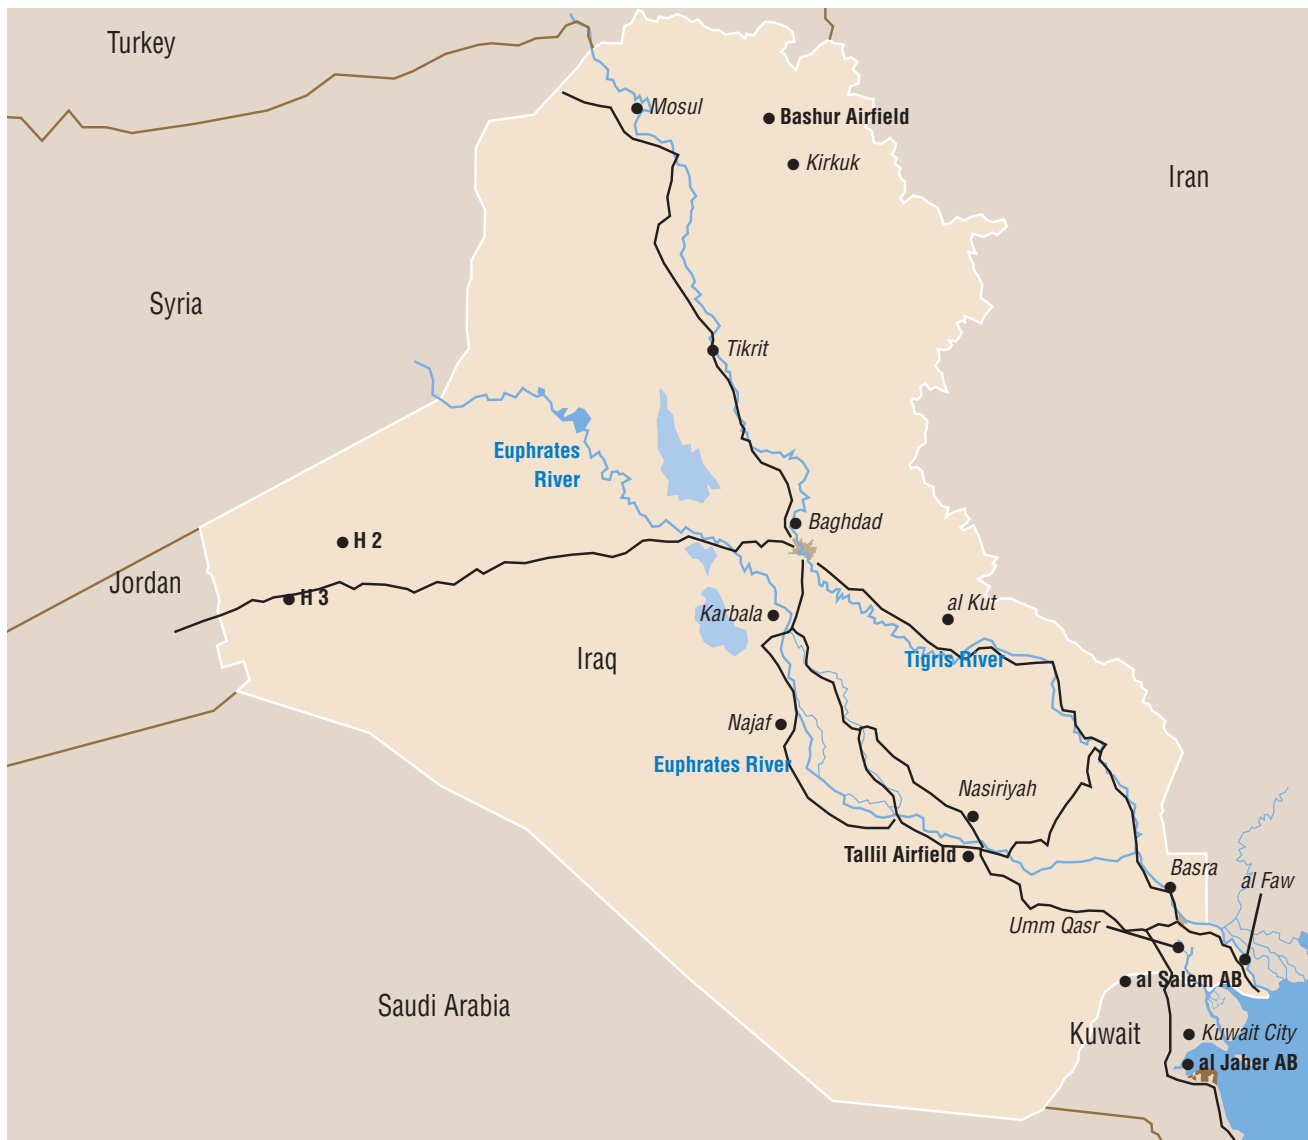 Turkey
Mosul
Bashur Airfield
Kirkuk
Iran
Syria
Tikrit
Euphrates
River
Baghdad
H 2
Jordan
H 3
Karbala
al Kut
Iraq
Tigris River
Najaf
Euphrates River
Nasiriyah
Tallil Airfield
Basra
al Faw
Umm Qasr
al Salem AB
Saudi Arabia
Kuwait
Kuwait City
al Jaber AB